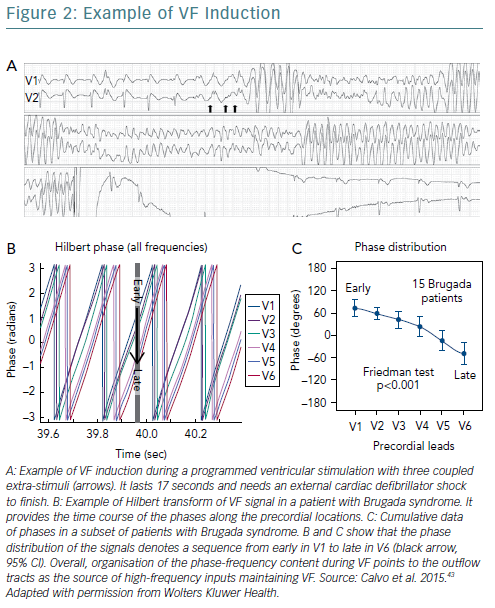 Figure 2: Example of VF Induction
A
V1
V2
B
Hilbert phase (all frequencies)
Phase (radians)
3
2
1
0
−1
−2
−3
39.6
39.8
40.0
40.2
Time (sec)
Early
Late
V1
V2
V3
V4
V5
V6
C
Phase distribution
Phase (degrees)
180
120
60
0
−60
−120
−180
Early
15 Brugada
patients
Friedman test
p<0.001
Late
V1
V2
V3
V4
V5
V6
Precordial leads
A: Example of VF induction during a programmed ventricular stimulation with three coupled
extra-stimuli (arrows). It lasts 17 seconds and needs an external cardiac defibrillator shock
to finish. B: Example of Hilbert transform of VF signal in a patient with Brugada syndrome. It
provides the time course of the phases along the precordial locations. C: Cumulative data
of phases in a subset of patients with Brugada syndrome. B and C show that the phase
distribution of the signals denotes a sequence from early in V1 to late in V6 (black arrow,
95% CI). Overall, organisation of the phase-frequency content during VF points to the outflow
tracts as the source of high-frequency inputs maintaining VF. Source: Calvo et al. 2015.43
Adapted with permission from Wolters Kluwer Health.